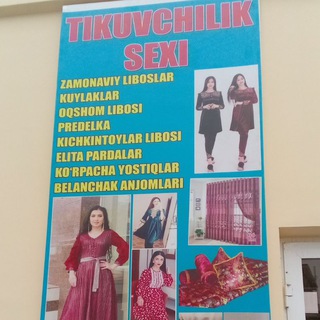 TIKUVCHILIK
SEXI
ZAMONAVIY LIBOSLAR
KUYLAKLAR
OQSHOM LIBOSI
PREDELKA
KICHKINTOYLAR LIBOSI
ELITA PARDALAR
KO'RPACHA YOSTIQLAR
BELANCHAK ANJOMLARI